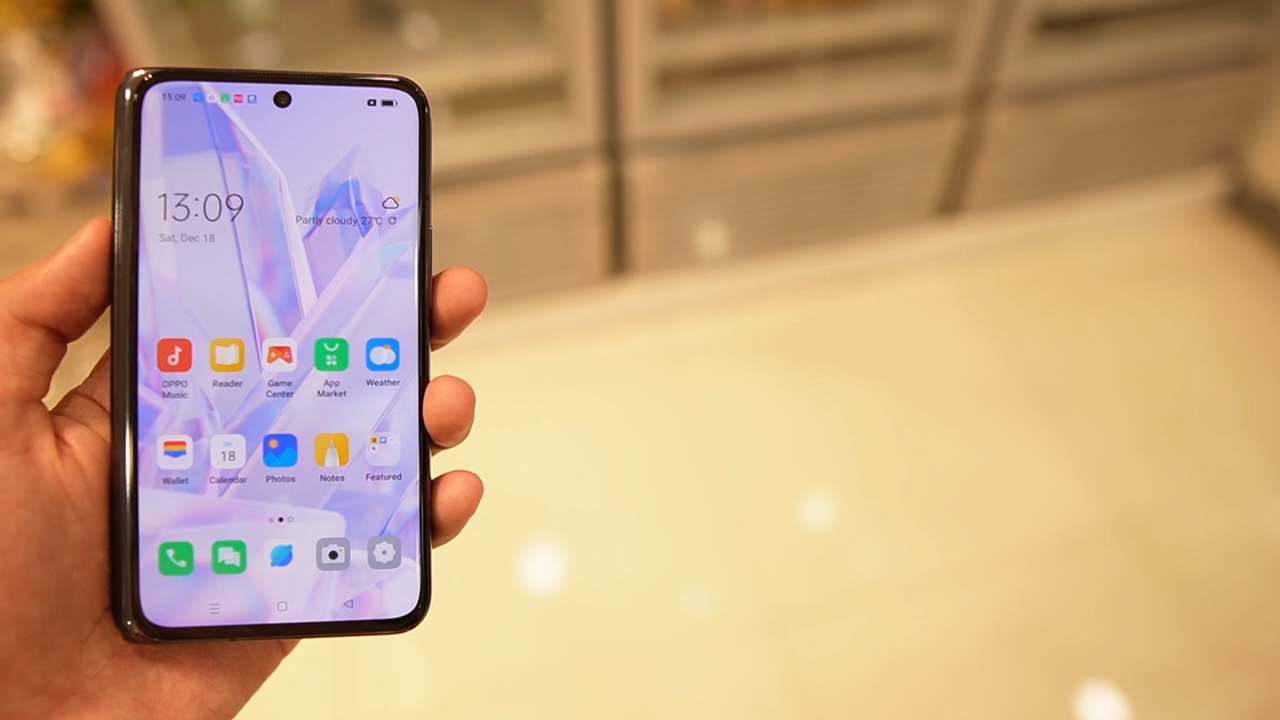 13:09
13:09
Partly cloudy 27°C
Sat, Dec 18
OPPO
Music
Reader
Game
Center
App
Market
Weather
18
Wallet
Calendar
Photos
Notes
Featured